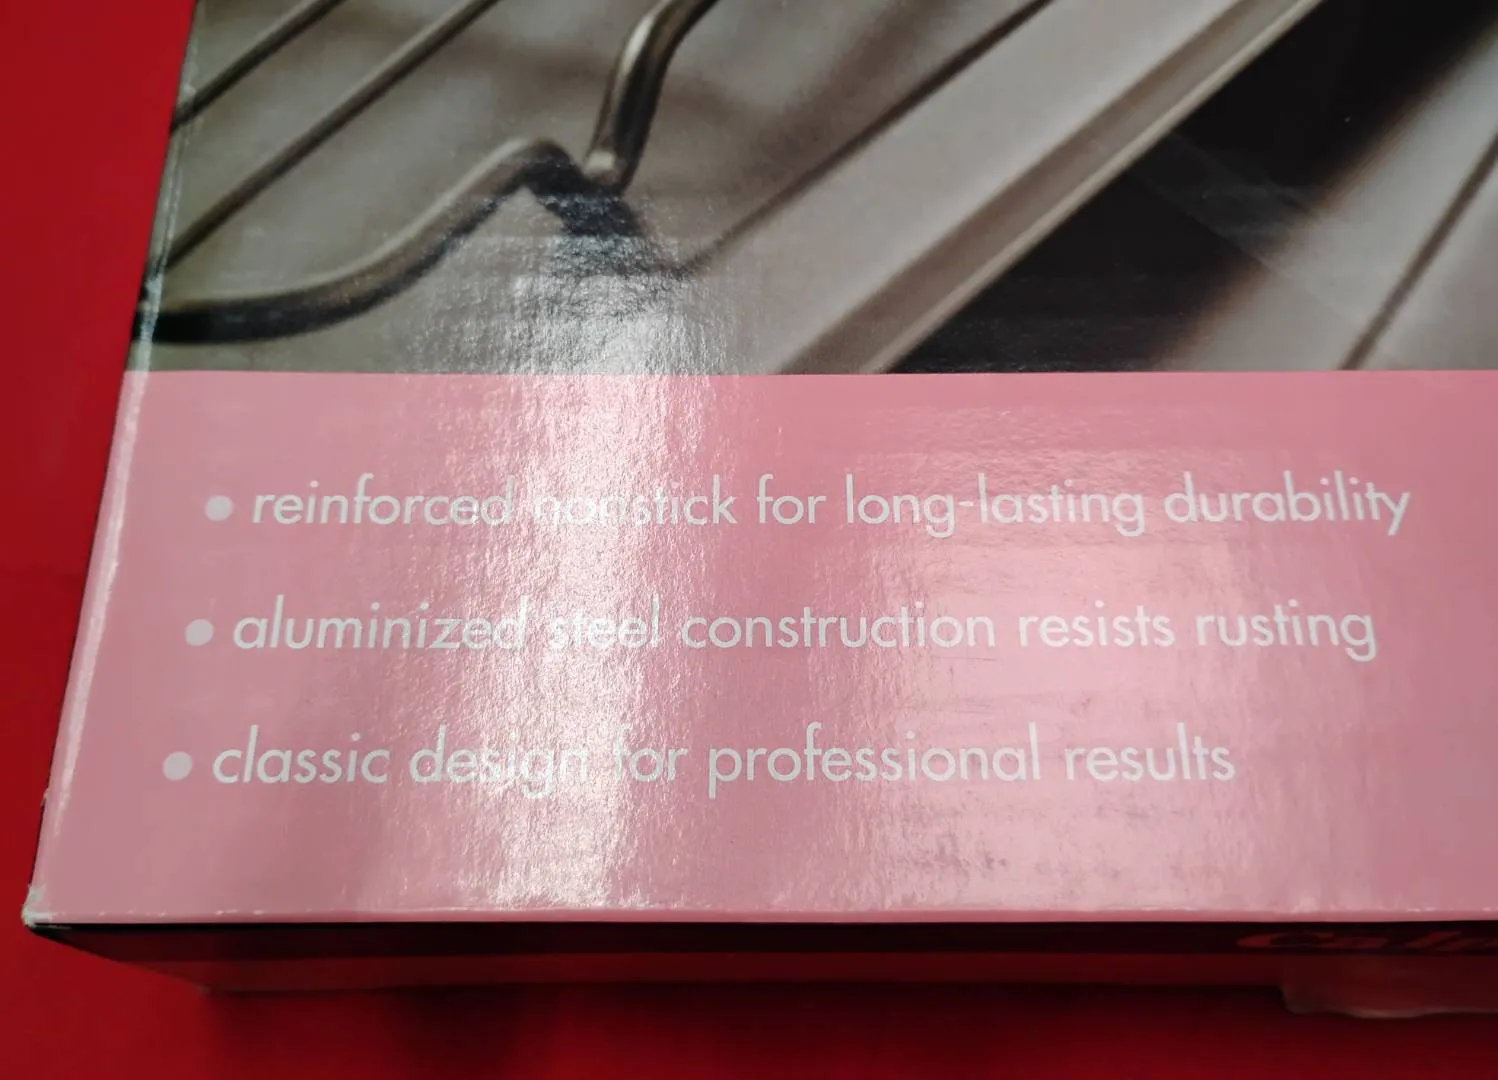 • reinforced nonstick for long-lasting durability
• aluminized steel construction resists rusting
• classic design for professional results